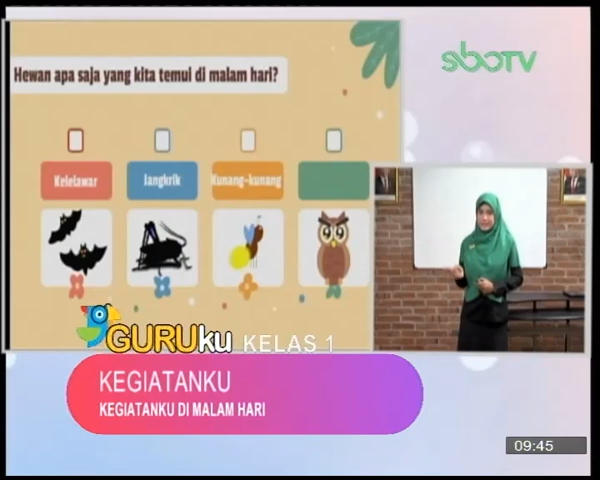 Hewan apa saja yang kita temui di malam hari?
sboTV
Kelelawar
Jangkrik
Kunang-kunang
GURUku KELAS 1
KEGIATANKU
KEGIATANKU DI MALAM HARI
09:45